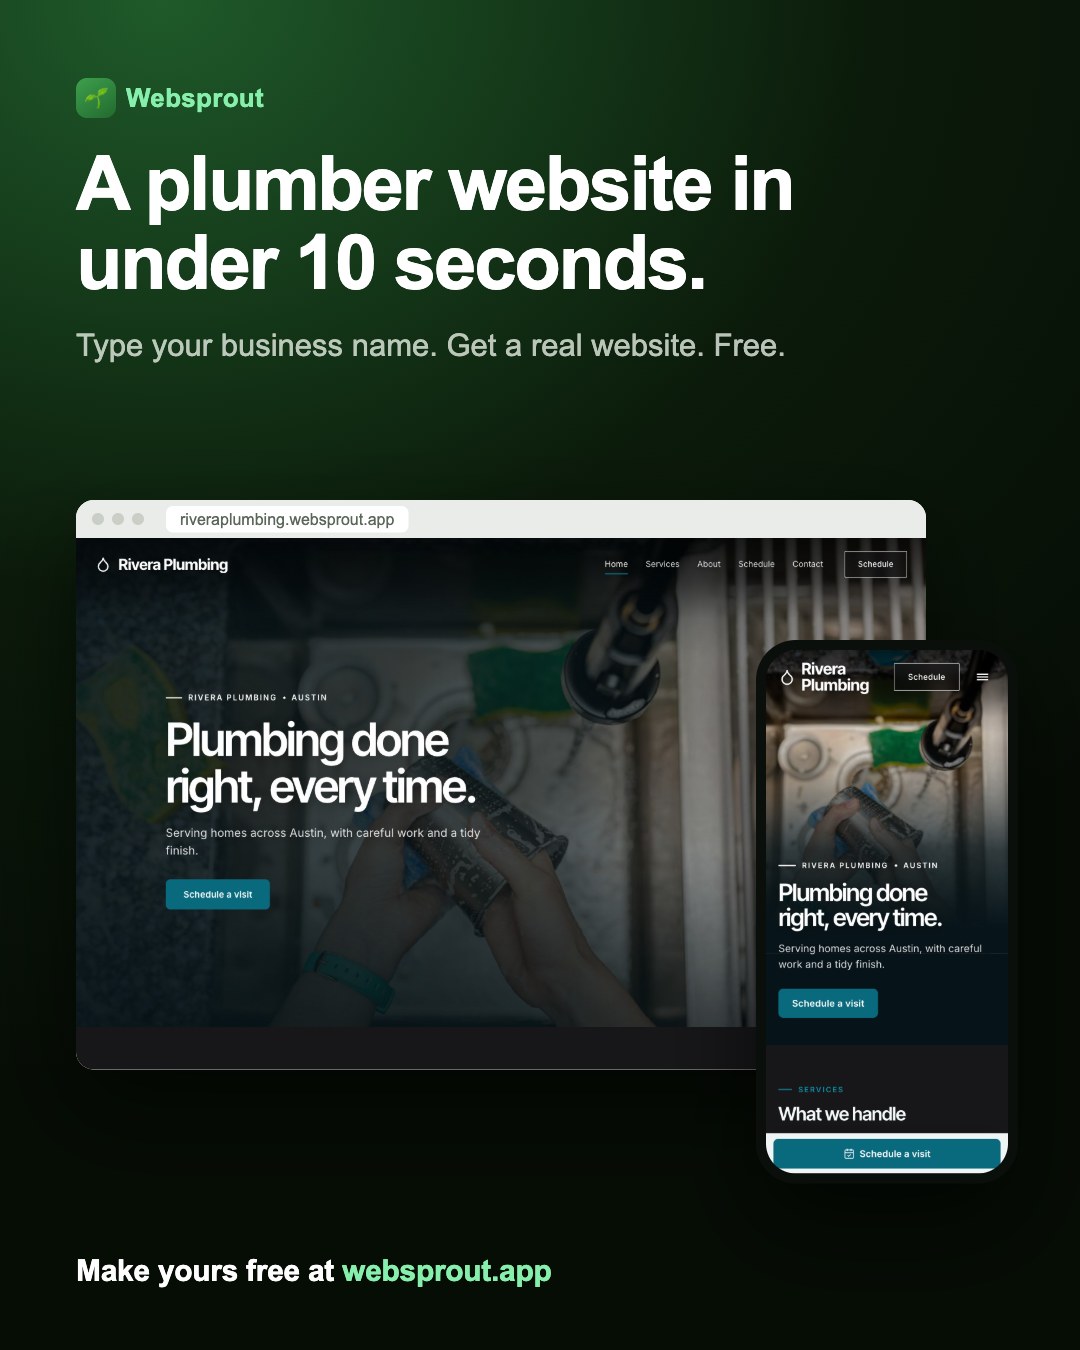 Websprout
A plumber website in
under 10 seconds.
Type your business name. Get a real website. Free.
riveraplumbing.websprout.app
Rivera Plumbing
Home Services About Schedule Contact Schedule
RIVERA PLUMBING • AUSTIN
Plumbing done
right, every time.
Serving homes across Austin, with careful work and a tidy
finish.
Schedule a visit
Rivera
Plumbing
Schedule
RIVERA PLUMBING • AUSTIN
Plumbing done
right, every time.
Serving homes across Austin, with careful
work and a tidy finish.
Schedule a visit
SERVICES
What we handle
Schedule a visit
Make yours free at websprout.app